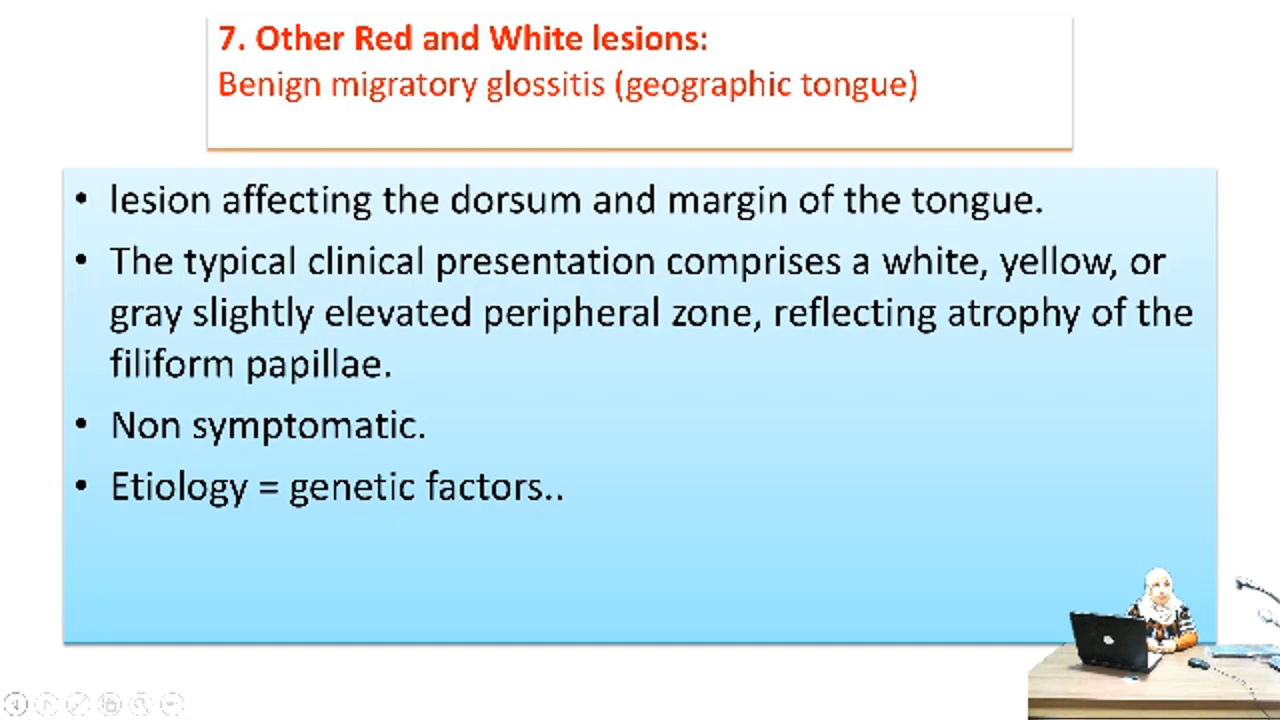 7. Other Red and White lesions:
Benign migratory glossitis (geographic tongue)
• lesion affecting the dorsum and margin of the tongue.
• The typical clinical presentation comprises a white, yellow, or
gray slightly elevated peripheral zone, reflecting atrophy of the
filiform papillae.
• Non symptomatic.
• Etiology = genetic factors..